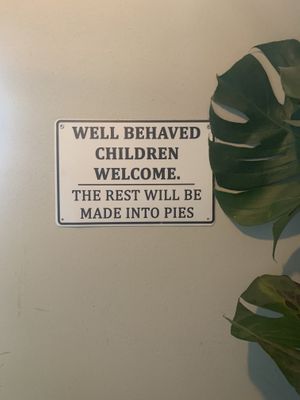 WELL BEHAVED
CHILDREN
WELCOME.
THE REST WILL BE
MADE INTO PIES